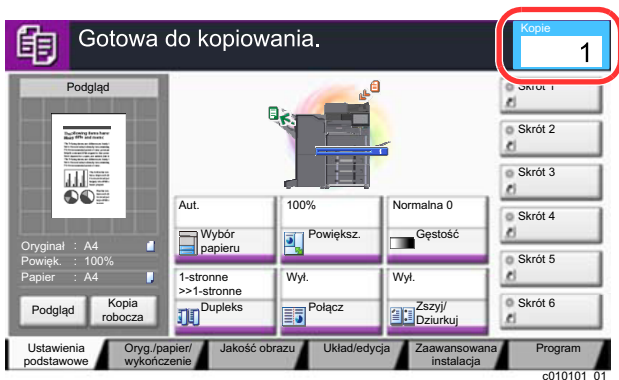 Gotowa do kopiowania.
Kopie
1
Podgląd
Oryginał : A4
Powięk. : 100%
Papier : A4
Podgląd
Kopia
robocza
Aut.
Wybór
papieru
100%
Powiększ.
Normalna 0
Gęstość
1-stronne
>>1-stronne
Dupleks
Wył.
Połącz
Wył.
Zszyj/
Dziurkuj
Skrót 1
Skrót 2
Skrót 3
Skrót 4
Skrót 5
Skrót 6
Ustawienia
podstawowe
Oryg./papier/
wykończenie
Jakość obrazu
Układ/edycja
Zaawansowana
instalacja
Program
c010101_01